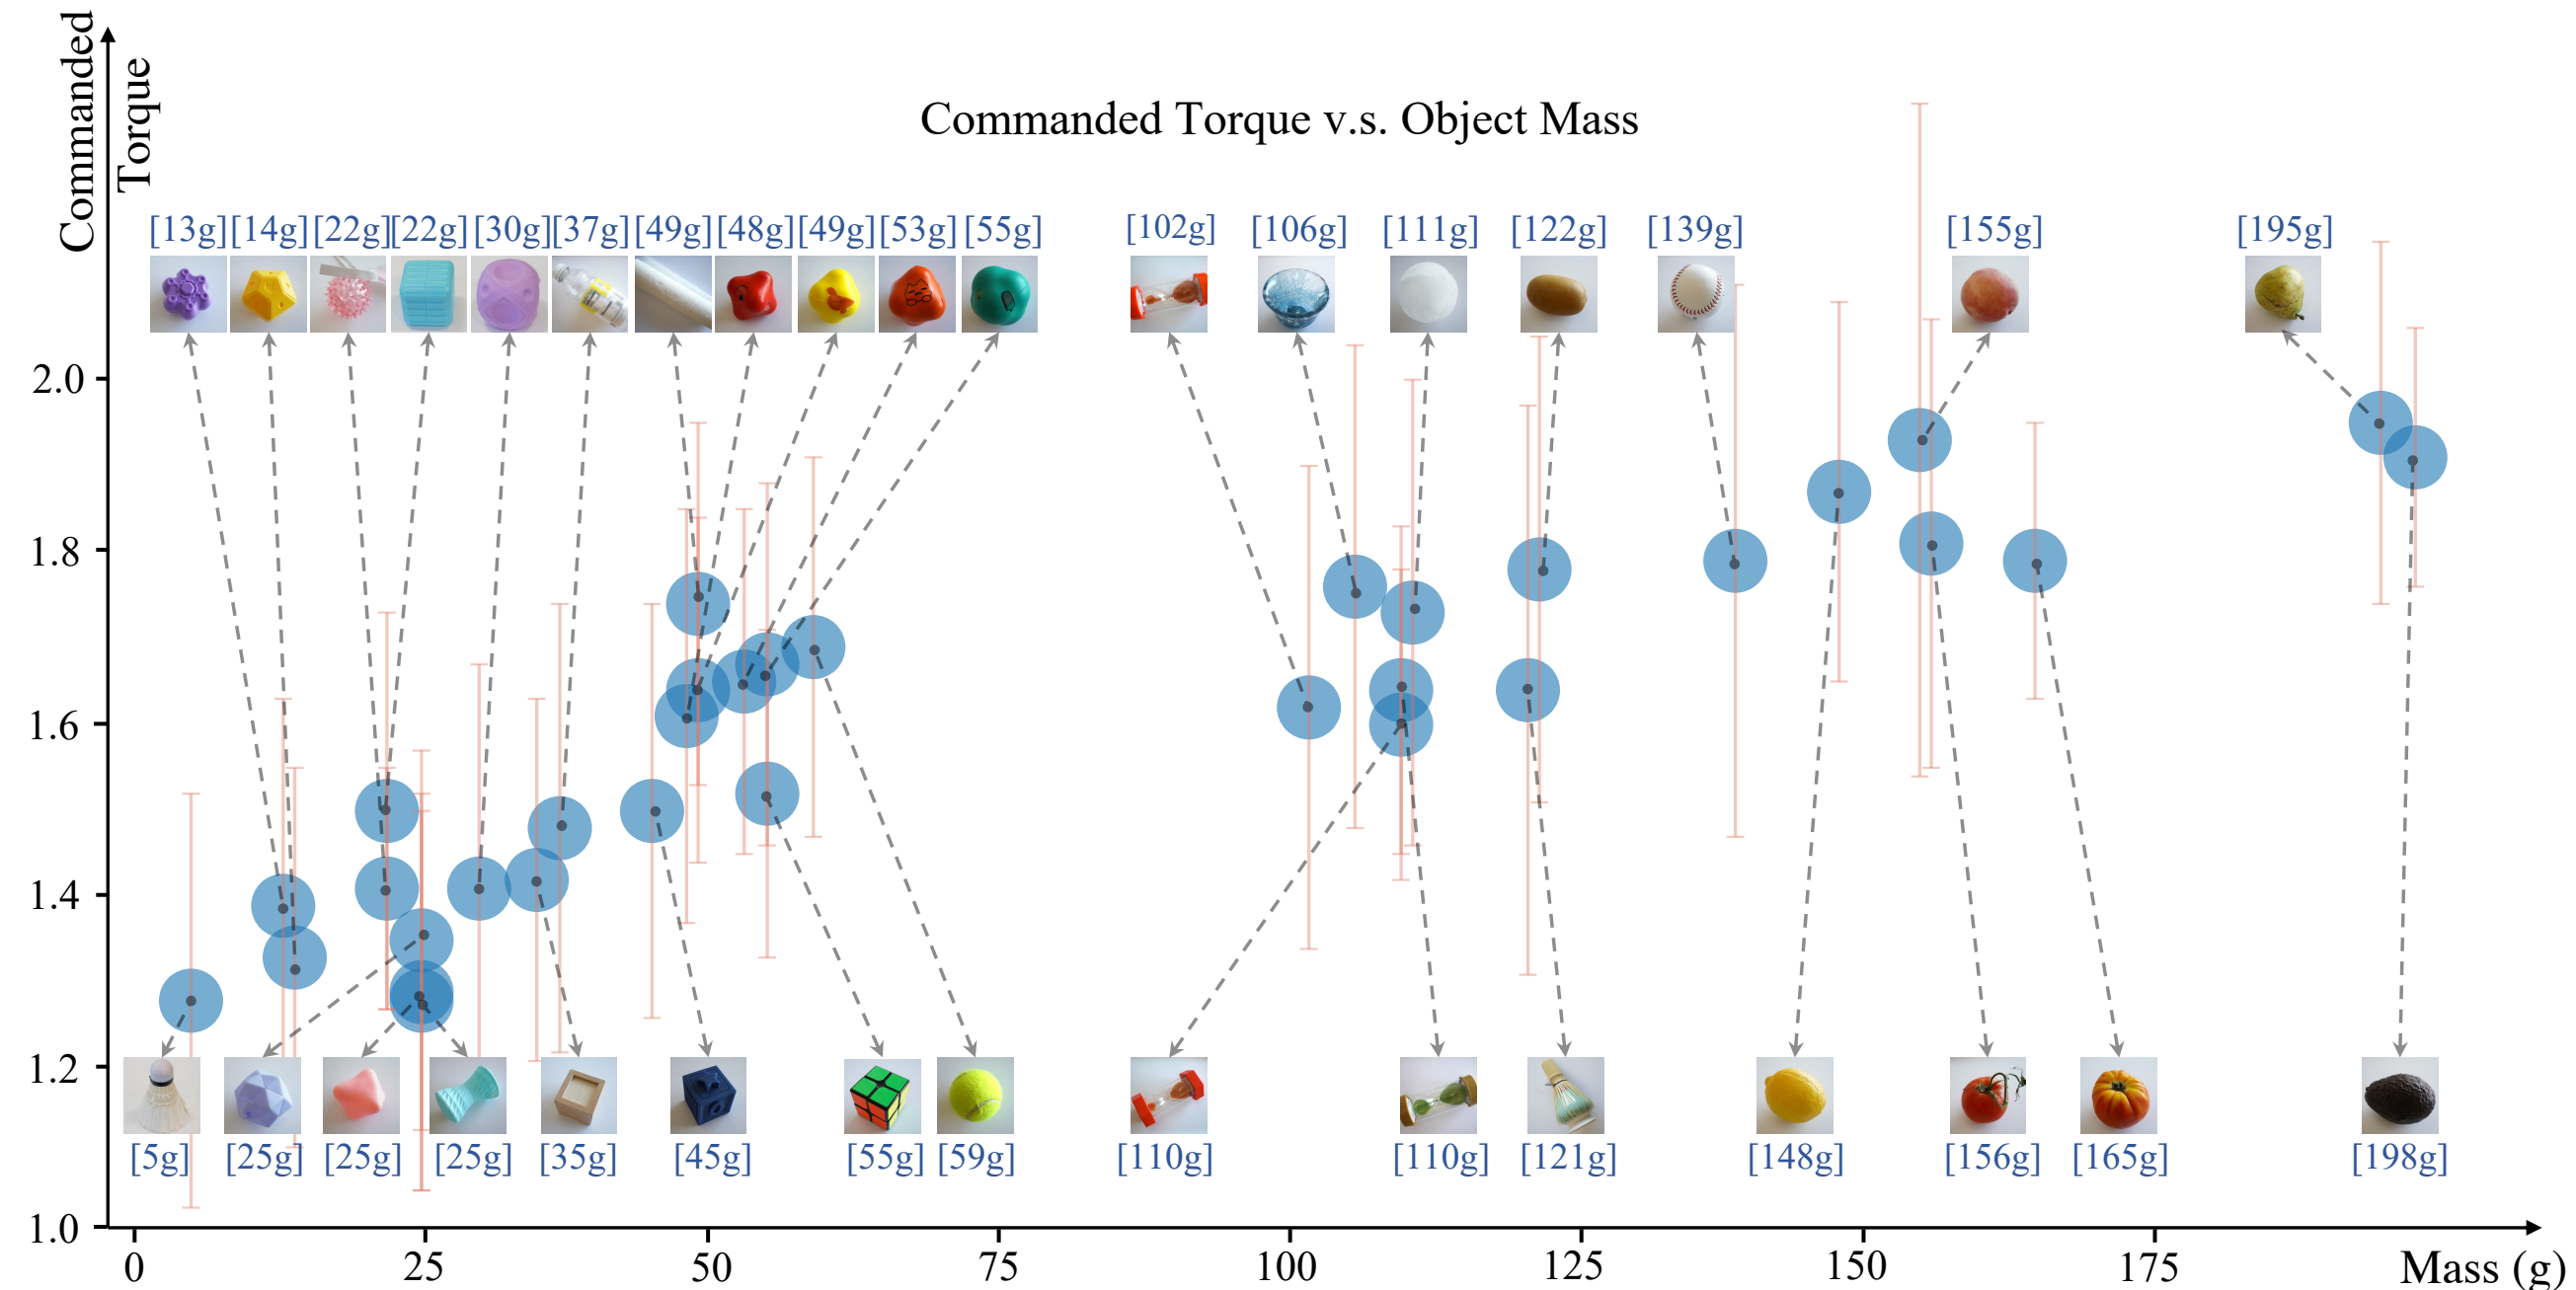 Commanded
Torque
Commanded Torque v.s. Object Mass
[13g] [14g] [22g] [22g] [30g] [37g] [49g] [48g] [49g] [53g] [55g] [102g] [106g] [111g] [122g] [139g] [155g] [195g]
2.0
1.8
1.6
1.4
1.2
[5g] [25g] [25g] [25g] [35g] [45g] [55g] [59g] [110g] [110g] [121g] [148g] [156g] [165g] [198g]
1.0
0 25 50 75 100 125 150 175 Mass (g)